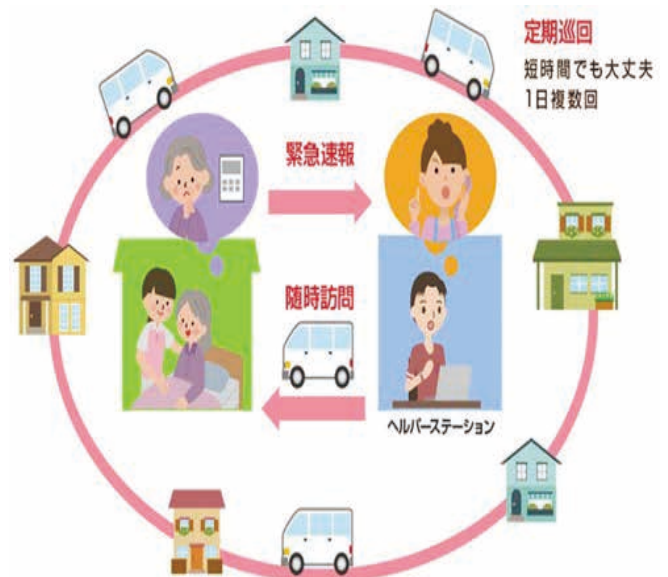 定期巡回
短時間でも大丈夫
1日複数回
緊急速報
随時訪問
ヘルパーステーション